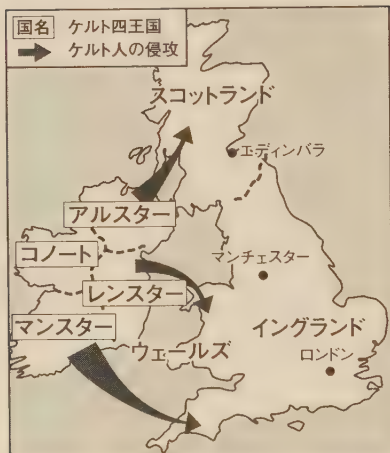 国名 ケルト四王国
ケルト人の侵攻
スコットランド
エディンバラ
アルスター
コノート
マンチェスター
レンスター
マンスター
イングランド
ウェールズ
ロンドン